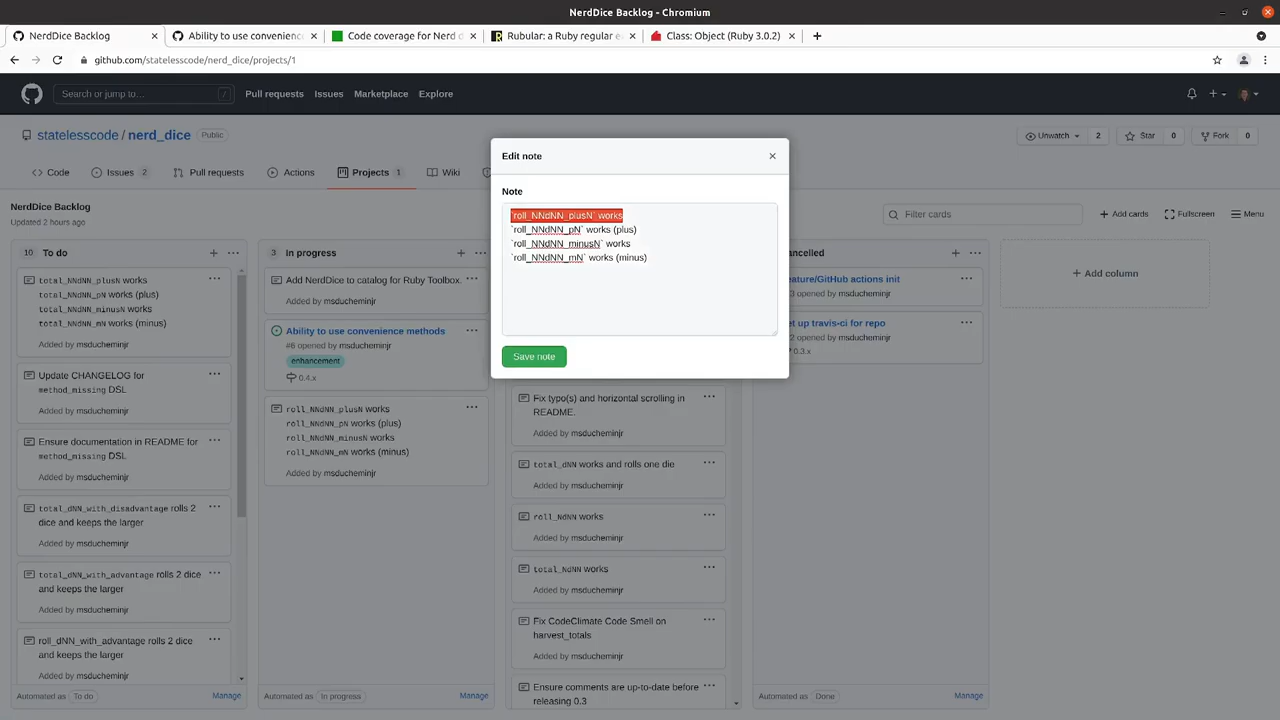 NerdDice Backlog - Chromium
NerdDice Backlog
Ability to use convenienc
Code coverage for Nerd d
Rubular: a Ruby regular e
Class: Object (Ruby 3.0.2)
github.com/statelesscode/nerd_dice/projects/1
Search or jump to…
/
Pull requests
Issues
Marketplace
Explore
statelesscode / nerd_dice
Public
Unwatch
2
Star
0
Fork
0
Code
Issues 2
Pull requests
Actions
Projects 1
Wiki
NerdDice Backlog
Updated 2 hours ago
Filter cards
Add cards
Fullscreen
Menu
Edit note
Note
`roll_NNdNN_plusN` works
`roll_NNdNN_pN` works (plus)
`roll_NNdNN_minusN` works
`roll_NNdNN_mN` works (minus)
Save note
10 To do
total_NNdNN_plusN works
total_NNdNN_pN works (plus)
total_NNdNN_minusN works
total_NNdNN_mN works (minus)
Added by msducheminjr
Update CHANGELOG for
method_missing DSL
Added by msducheminjr
Ensure documentation in README for
method_missing DSL
Added by msducheminjr
total_dNN_with_disadvantage rolls 2
dice and keeps the larger
Added by msducheminjr
total_dNN_with_advantage rolls 2 dice
and keeps the larger
Added by msducheminjr
roll_dNN_with_advantage rolls 2 dice
and keeps the larger
Added by msducheminjr
Automated as To do
Manage
3 In progress
Add NerdDice to catalog for Ruby Toolbox.
Added by msducheminjr
Ability to use convenience methods
#6 opened by msducheminjr
enhancement
0.4.x
roll_NNdNN_plusN works
roll_NNdNN_pN works (plus)
roll_NNdNN_minusN works
roll_NNdNN_mN works (minus)
Added by msducheminjr
Automated as In progress
Manage
Fix typo(s) and horizontal scrolling in
README.
Added by msducheminjr
total_dNN works and rolls one die
Added by msducheminjr
roll_NdNN works
Added by msducheminjr
total_NdNN works
Added by msducheminjr
Fix CodeClimate Code Smell on
harvest_totals
Added by msducheminjr
Ensure comments are up-to-date before
releasing 0.3
Automated as Done
Manage
ancelled
eature/GitHub actions init
3 opened by msducheminjr
et up travis-ci for repo
2 opened by msducheminjr
0.3.x
Automated as Done
Manage
Add column